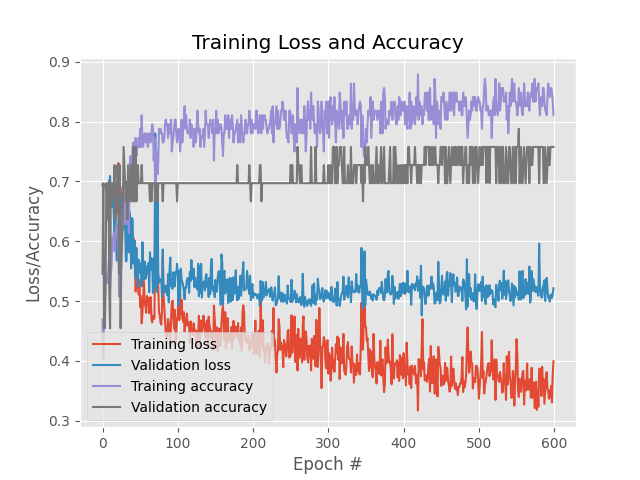 Training Loss and Accuracy
Loss/Accuracy
0.9
0.8
0.7
0.6
0.5
0.4
0.3
Training loss
Validation loss
Training accuracy
Validation accuracy
0 100 200 300 400 500 600
Epoch #